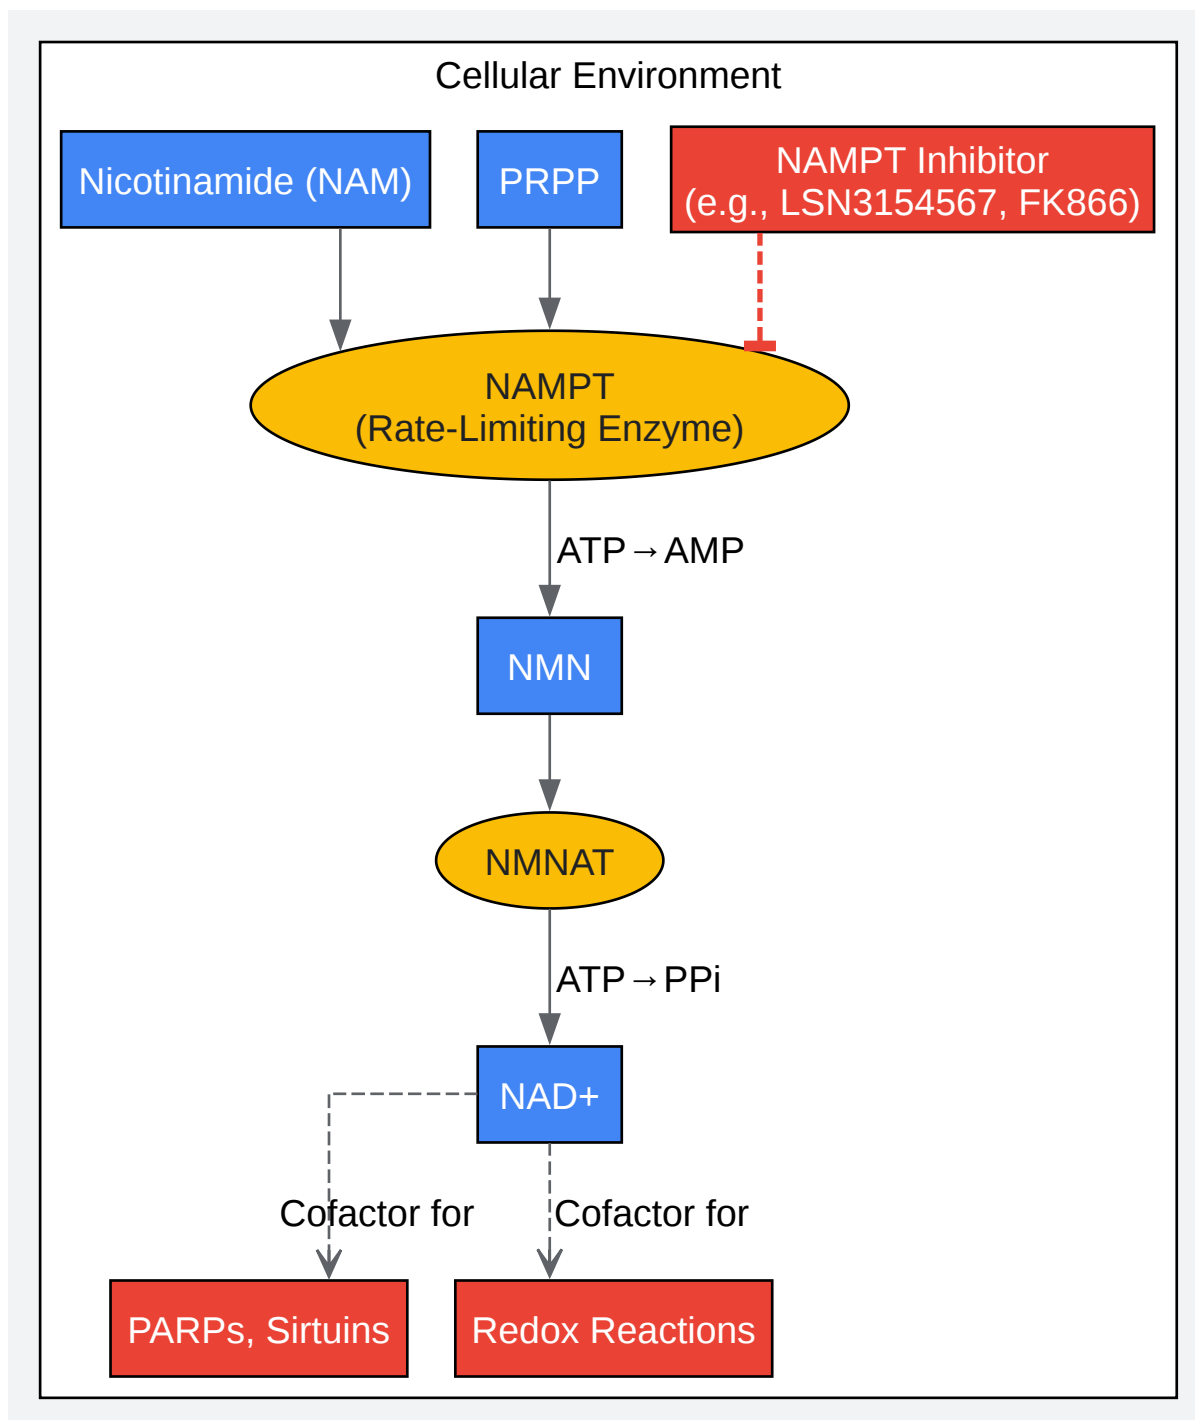 Cellular Environment
Nicotinamide (NAM)
PRPP
NAMPT Inhibitor
(e.g., LSN3154567, FK866)
NAMPT
(Rate-Limiting Enzyme)
ATP→AMP
NMN
NMNAT
ATP→PPi
NAD+
Cofactor for
Cofactor for
PARPs, Sirtuins
Redox Reactions